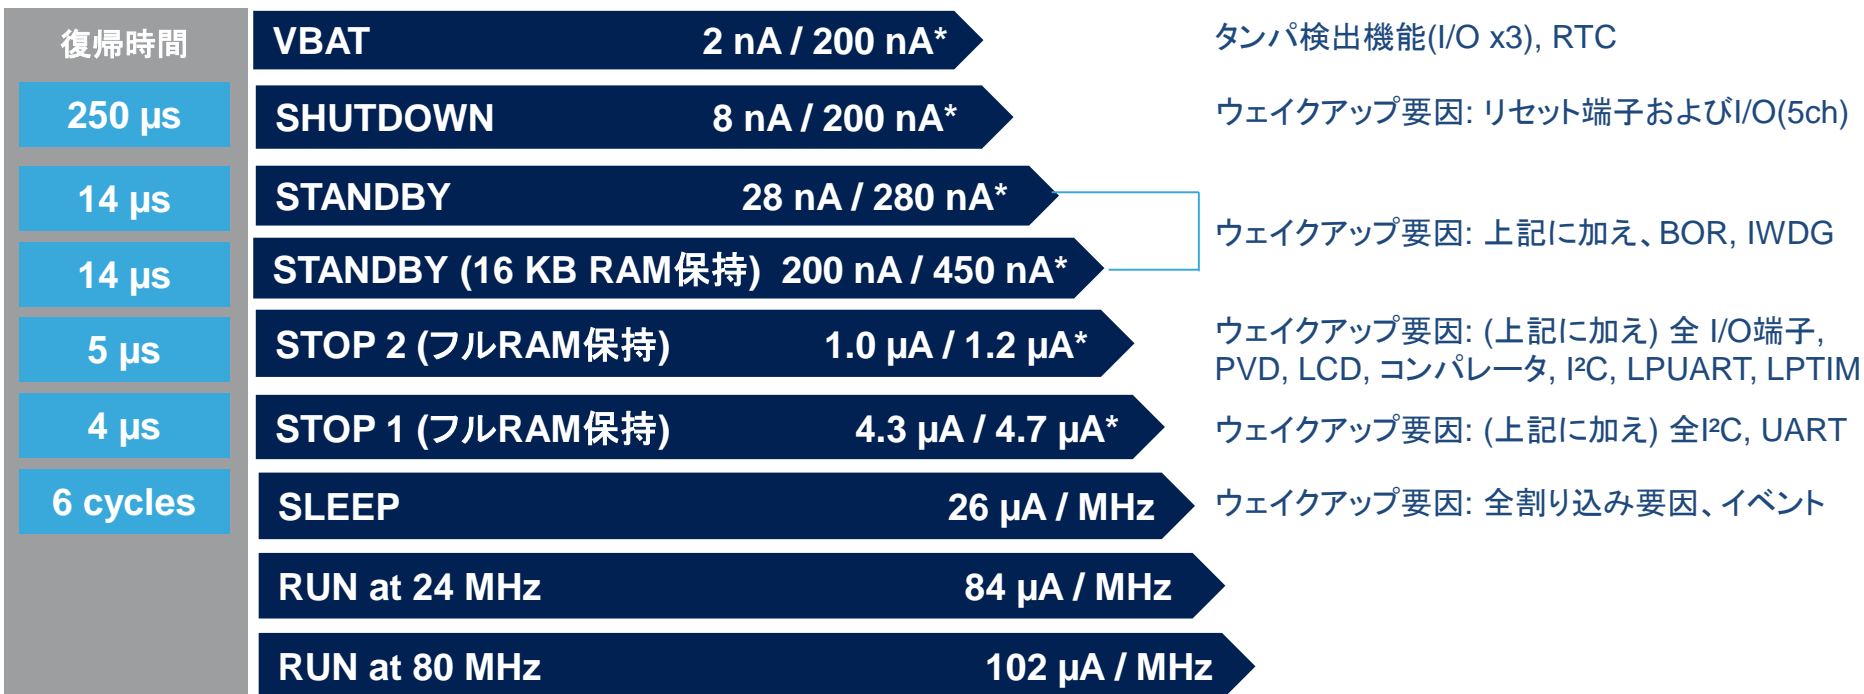 復帰時間
VBAT 2 nA / 200 nA*
タンパ検出機能(I/O x3), RTC
250 µs
SHUTDOWN 8 nA / 200 nA*
ウェイクアップ要因: リセット端子およびI/O(5ch)
14 µs
STANDBY 28 nA / 280 nA*
ウェイクアップ要因: 上記に加え、BOR, IWDG
14 µs
STANDBY (16 KB RAM保持) 200 nA / 450 nA*
5 µs
STOP 2 (フルRAM保持) 1.0 µA / 1.2 µA*
ウェイクアップ要因: (上記に加え) 全 I/O端子,
PVD, LCD, コンパレータ, I²C, LPUART, LPTIM
4 µs
STOP 1 (フルRAM保持) 4.3 µA / 4.7 µA*
ウェイクアップ要因: (上記に加え) 全I²C, UART
6 cycles
SLEEP 26 µA / MHz
ウェイクアップ要因: 全割り込み要因、イベント
RUN at 24 MHz 84 µA / MHz
RUN at 80 MHz 102 µA / MHz